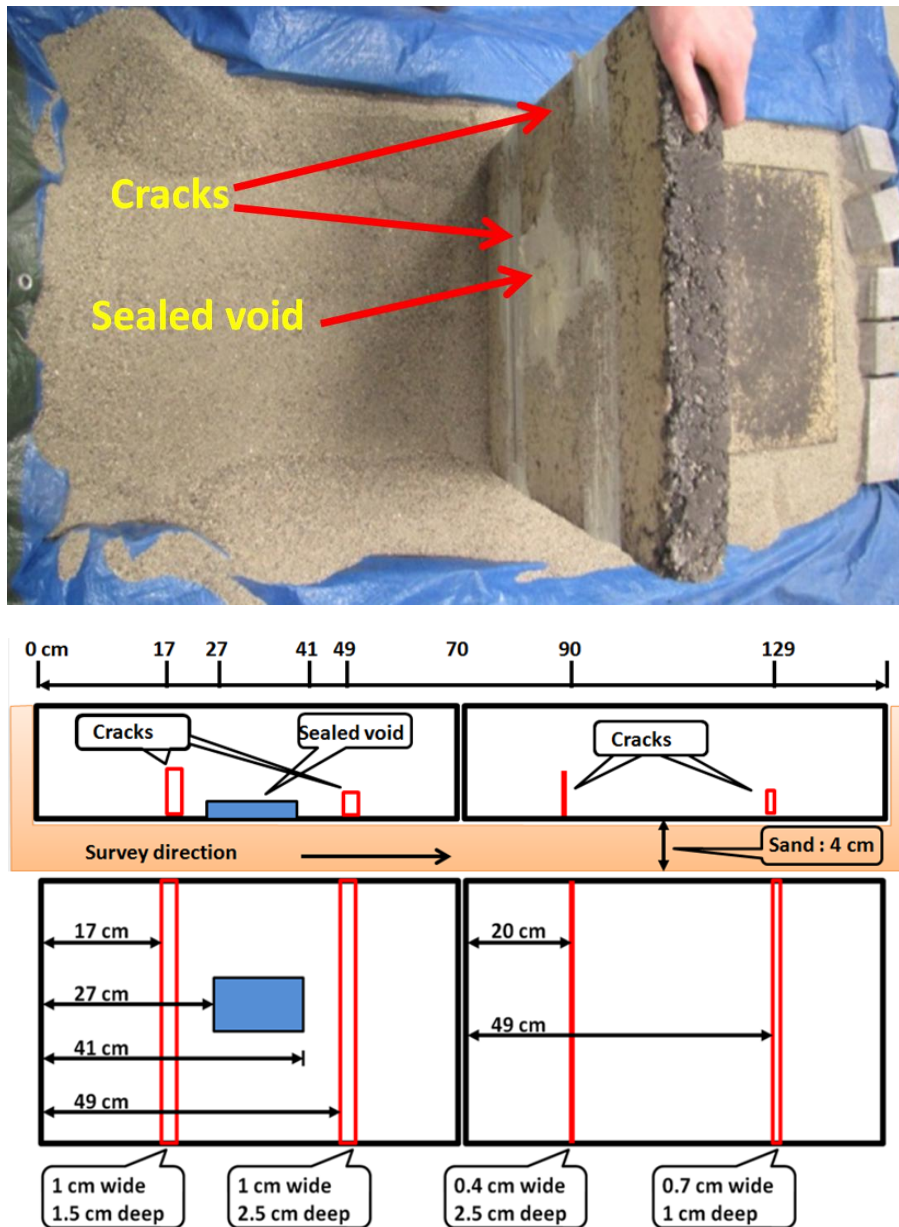 Cracks
Sealed void
0 cm 17 27 41 49 70 90 129
Cracks
Sealed void
Cracks
Survey direction
Sand : 4 cm
17 cm
27 cm
41 cm
49 cm
20 cm
49 cm
1 cm wide
1.5 cm deep
1 cm wide
2.5 cm deep
0.4 cm wide
2.5 cm deep
0.7 cm wide
1 cm deep